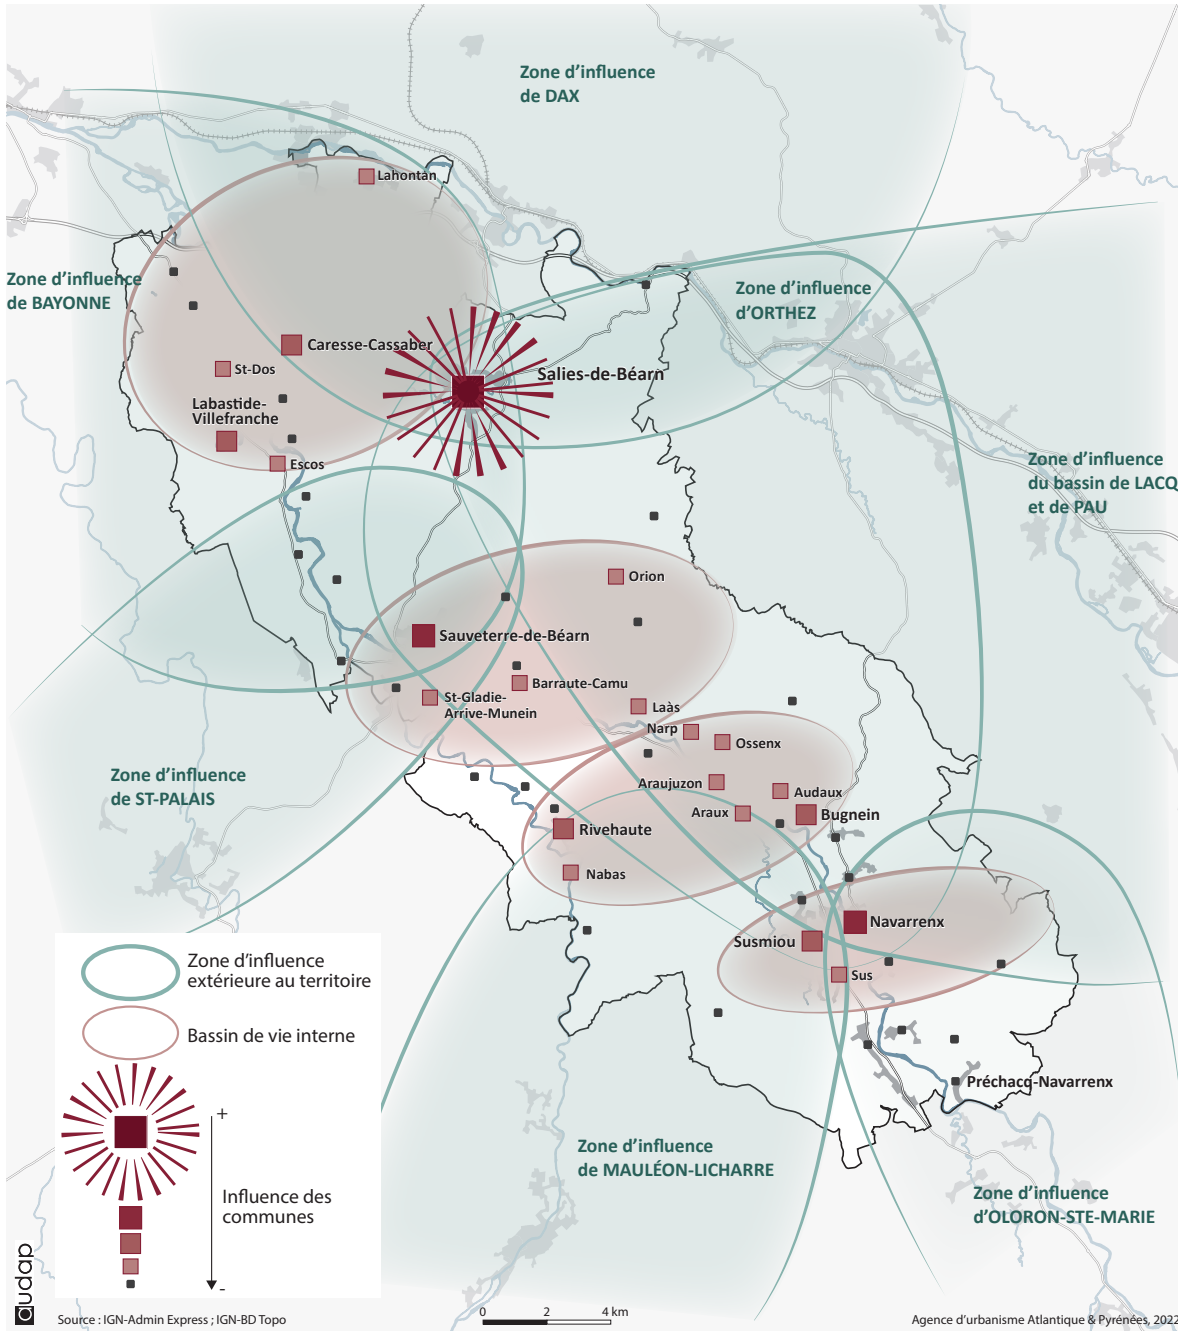 Zone d'influence
de DAX
Lahontan
Zone d'influence
de BAYONNE
Zone d'influence
d'ORTHEZ
Caresse-Cassaber
St-Dos
Salies-de-Béarn
Labastide-
Villefranche
Escos
Zone d'influence
du bassin de LACQ
et de PAU
Orion
Sauveterre-de-Béarn
Barraute-Camu
St-Gladie-
Arrive-Munein
Laàs
Narp
Ossenx
Zone d'influence
de ST-PALAIS
Araujuzon
Audaux
Araux
Bugnein
Rivehaute
Nabas
Navarrenx
Susmiou
Sus
Préchacq-Navarrenx
Zone d'influence
de MAULÉON-LICHARRE
Zone d'influence
d'OLORON-STE-MARIE
Zone d'influence
extérieure au territoire
Bassin de vie interne
+
Influence des
communes
-
audap
Source : IGN-Admin Express ; IGN-BD Topo
0 2 4 km
Agence d'urbanisme Atlantique & Pyrénées, 2022